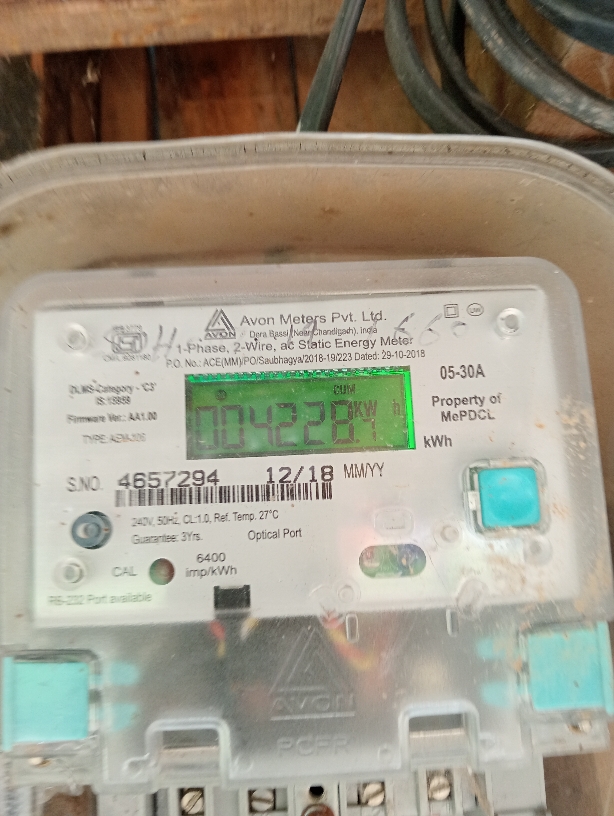 Avon Meters Pvt. Ltd.
AVON
Dera Bassi (Near Chandigarh), India
1-Phase, 2-Wire, ac Static Energy Meter
P.O. No.: ACE(MM)/PO/Saubhagya/2018-19/223 Dated: 29-10-2018
DLMS-Category - 'C3'
IS:15959
Firmware Ver.: AA1.00
05-30A
Property of
MePDCL
CUM
004228.1 kWh
kWh
S.NO. 4657294 12/18 MM/YY
240V, 50Hz, CL:1.0, Ref. Temp. 27°C
Guarantee: 3Yrs. Optical Port
CAL 6400
imp/kWh
RS-232 Port available
AVON